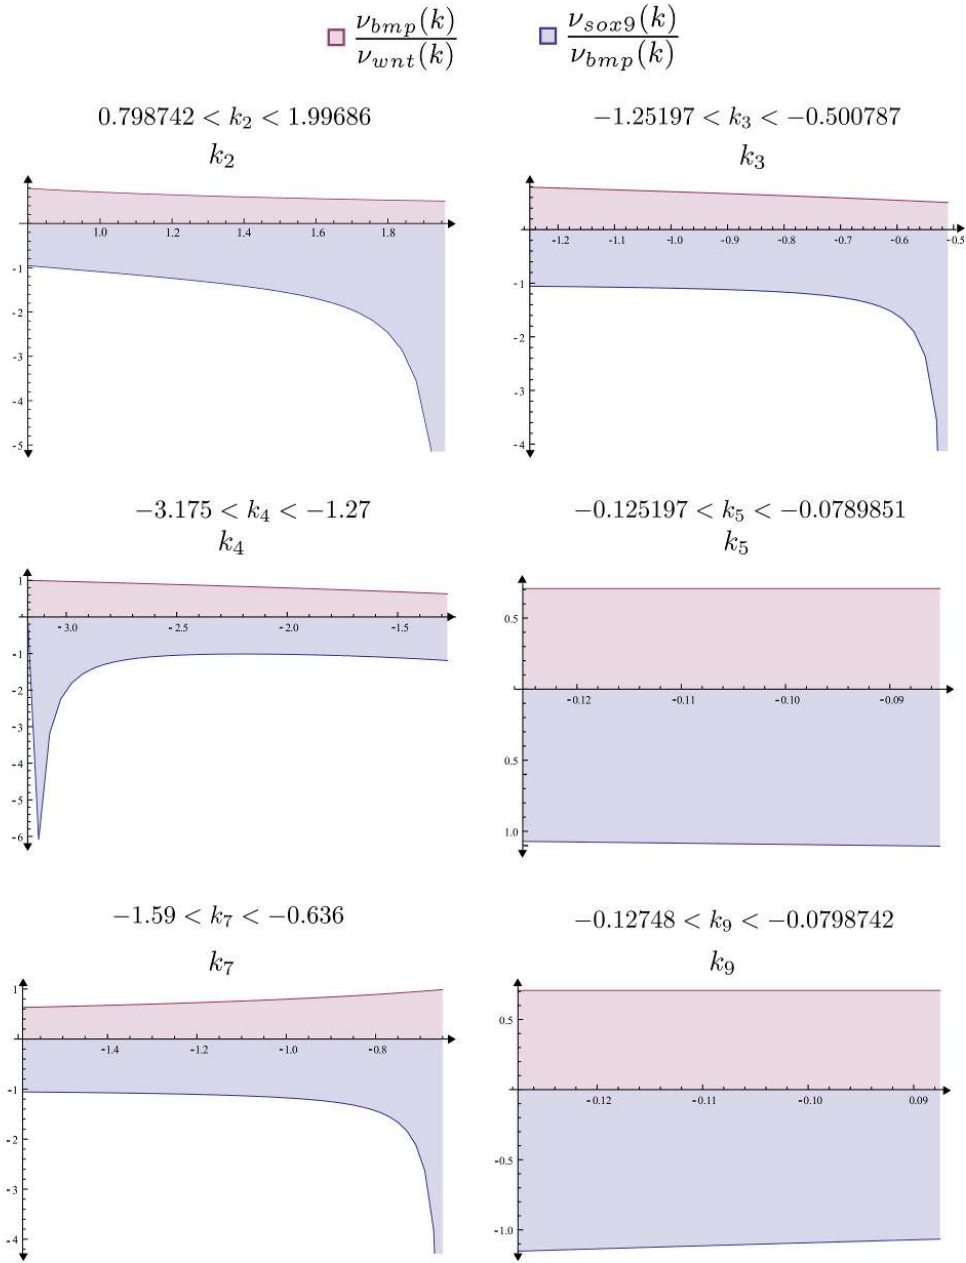 ν_bmp(k)/ν_wnt(k) ν_sox9(k)/ν_bmp(k)
0.798742 < k₂ < 1.99686
k₂
1.0 1.2 1.4 1.6 1.8
-1
-2
-3
-4
-5
-1.25197 < k₃ < -0.500787
k₃
-1.2 -1.1 -1.0 -0.9 -0.8 -0.7 -0.6 -0.5
-1
-2
-3
-4
-3.175 < k₄ < -1.27
k₄
1
-3.0 -2.5 -2.0 -1.5
-1
-2
-3
-4
-5
-6
-0.125197 < k₅ < -0.0789851
k₅
0.5
-0.12 -0.11 -0.10 -0.09
0.5
1.0
-1.59 < k₇ < -0.636
k₇
1
-1.4 -1.2 -1.0 -0.8
-1
-2
-3
-4
-0.12748 < k₉ < -0.0798742
k₉
0.5
-0.12 -0.11 -0.10 0.09
-0.5
-1.0